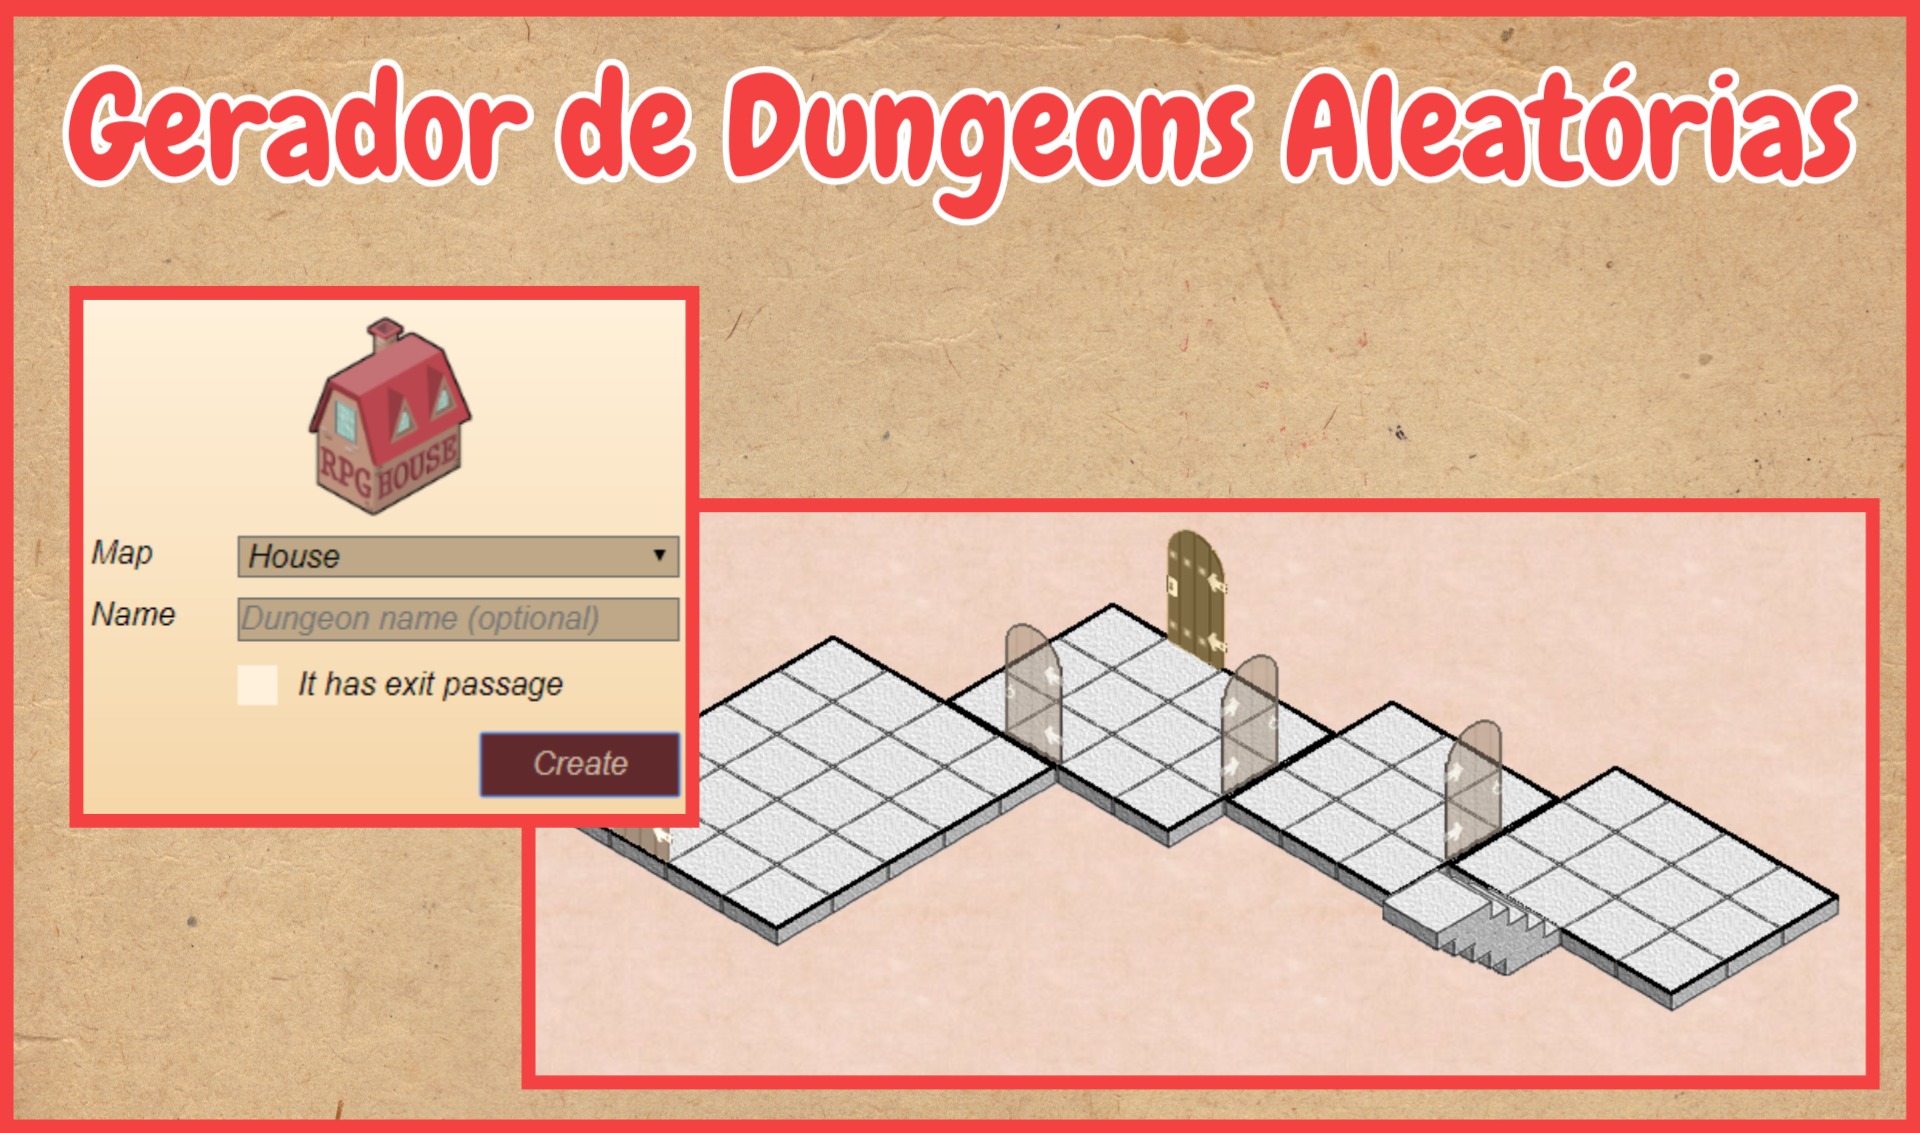 Gerador de Dungeons Aleatórias
RPG HOUSE
Map House
Name Dungeon name (optional)
It has exit passage
Create